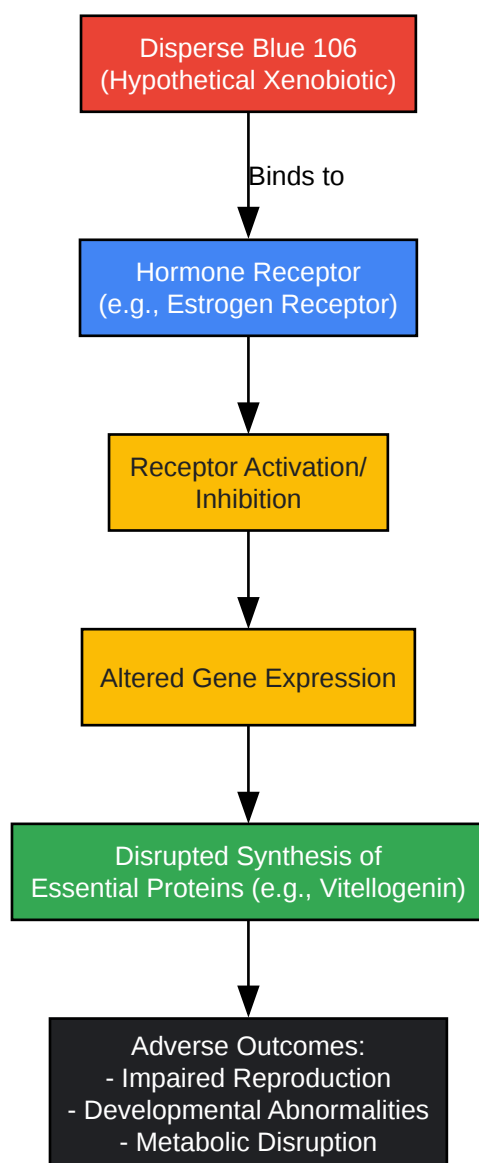 Disperse Blue 106
(Hypothetical Xenobiotic)
Binds to
Hormone Receptor
(e.g., Estrogen Receptor)
Receptor Activation/
Inhibition
Altered Gene Expression
Disrupted Synthesis of
Essential Proteins (e.g., Vitellogenin)
Adverse Outcomes:
- Impaired Reproduction
- Developmental Abnormalities
- Metabolic Disruption